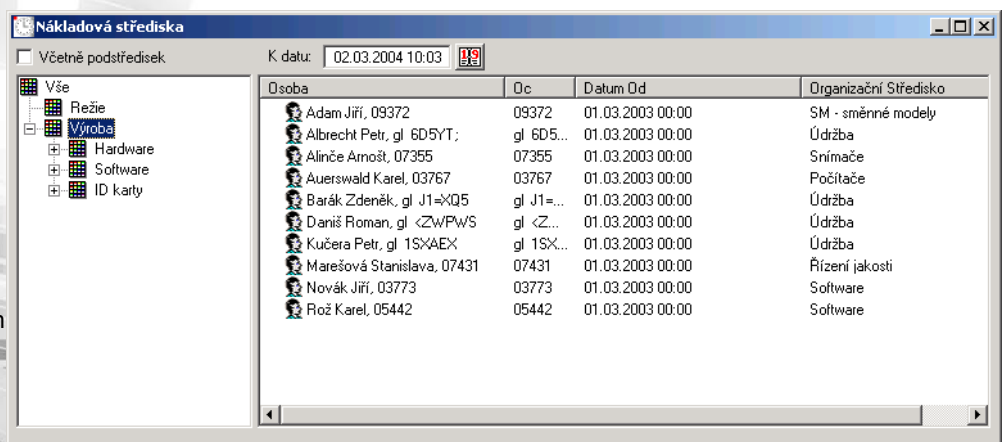 Nákladová střediska
Včetně podstředisek
K datu: 02.03.2004 10:03
Vše
Režie
Výroba
Hardware
Software
ID karty
Osoba Oc Datum Od Organizační Středisko
Adam Jiří, 09372 09372 01.03.2003 00:00 SM - směnné modely
Albrecht Petr, gl 6D5YT; gl 6D5... 01.03.2003 00:00 Údržba
Alinče Arnošt, 07355 07355 01.03.2003 00:00 Snímače
Auerswald Karel, 03767 03767 01.03.2003 00:00 Počítače
Barák Zdeněk, gl J1=XQ5 gl J1=... 01.03.2003 00:00 Údržba
Daniš Roman, gl <ZWPWS gl <Z... 01.03.2003 00:00 Údržba
Kučera Petr, gl 1SXAEX gl 1SX... 01.03.2003 00:00 Údržba
Marešová Stanislava, 07431 07431 01.03.2003 00:00 Řízení jakosti
Novák Jiří, 03773 03773 01.03.2003 00:00 Software
Rož Karel, 05442 05442 01.03.2003 00:00 Software